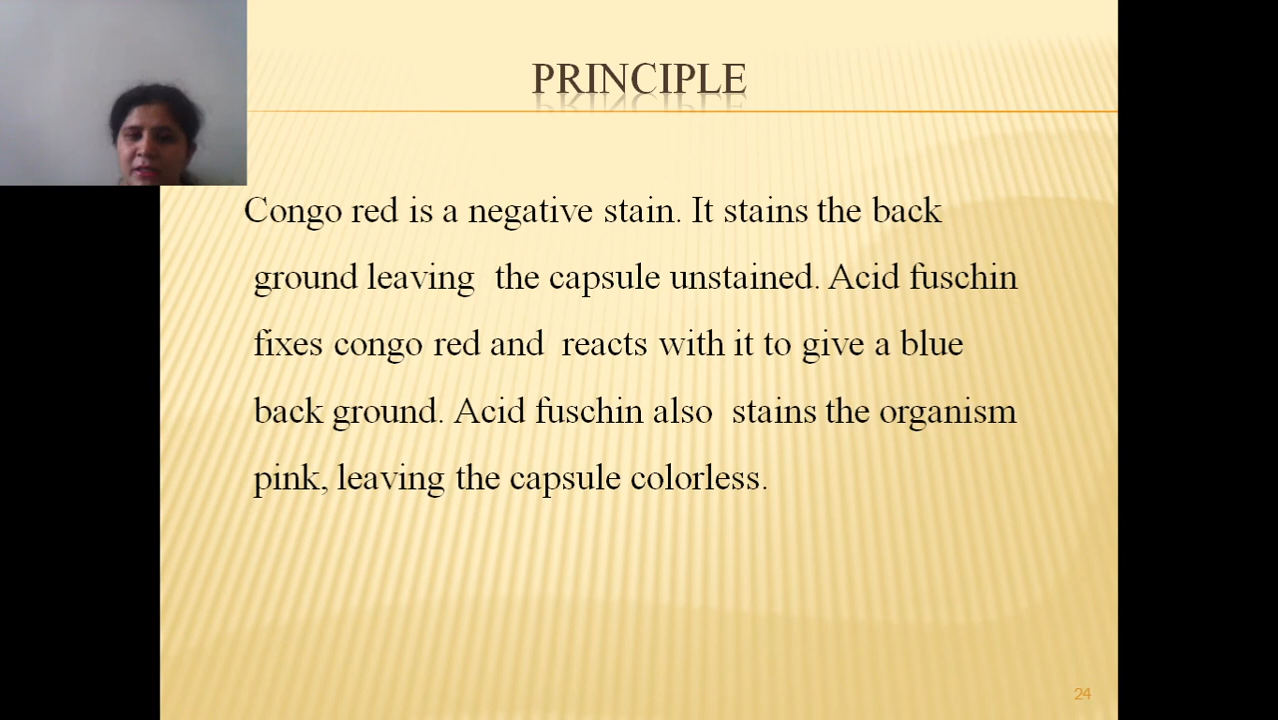 PRINCIPLE
Congo red is a negative stain. It stains the back
ground leaving the capsule unstained. Acid fuschin
fixes congo red and reacts with it to give a blue
back ground. Acid fuschin also stains the organism
pink, leaving the capsule colorless.
24